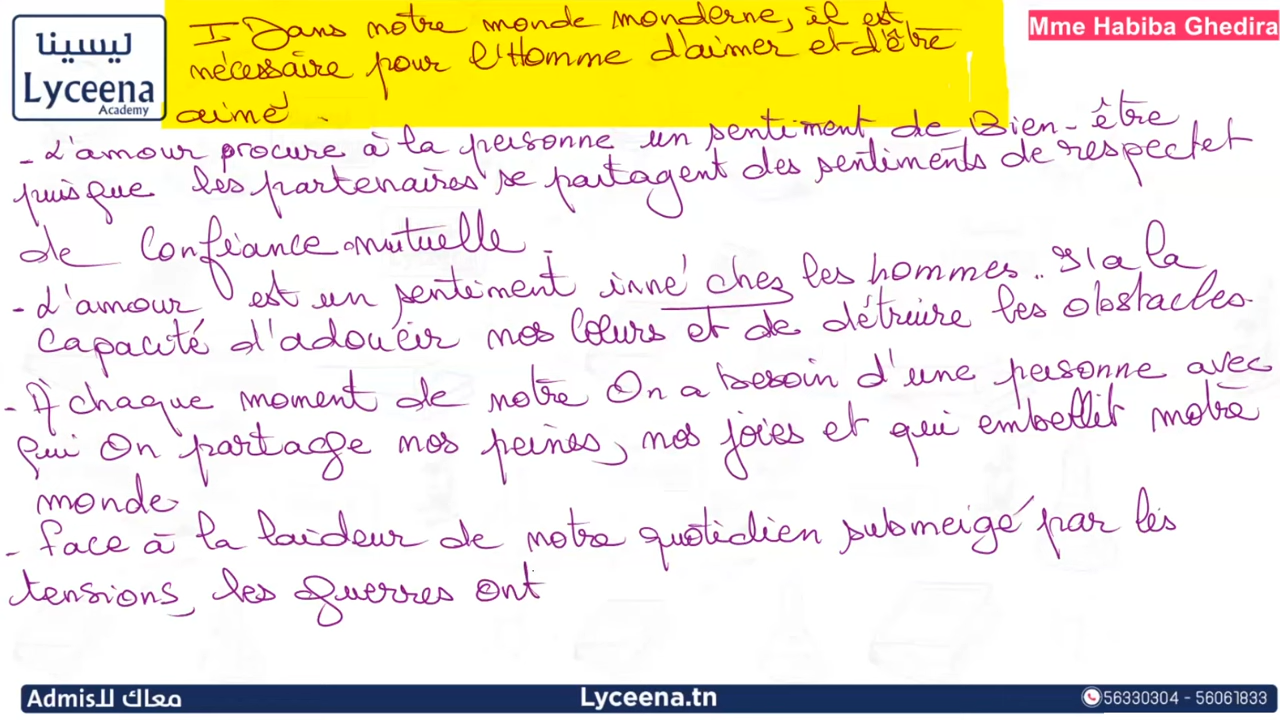 ليسينا
Lyceena
Academy
Mme Habiba Ghedira
I Dans notre monde monderne, il est
nécessaire pour l'Homme d'aimer et d'être
aimé.
- L'amour procure à la personne un sentiment de Bien-être
puisque les partenaires se partagent des sentiments de respect et
de Confiance mutuelle.
- L'amour est un sentiment inné chez les hommes. Il a la
capacité d'adoucir nos Cœurs et de détruire les obstacles.
- À chaque moment de notre On a besoin d'une personne avec
qui On partage nos peines, nos joies et qui embellit notre
monde
- Face à la laideur de notre quotidien submergé par les
tensions, les guerres ont
Admis معاك للـ
Lyceena.tn
56330304 - 56061833